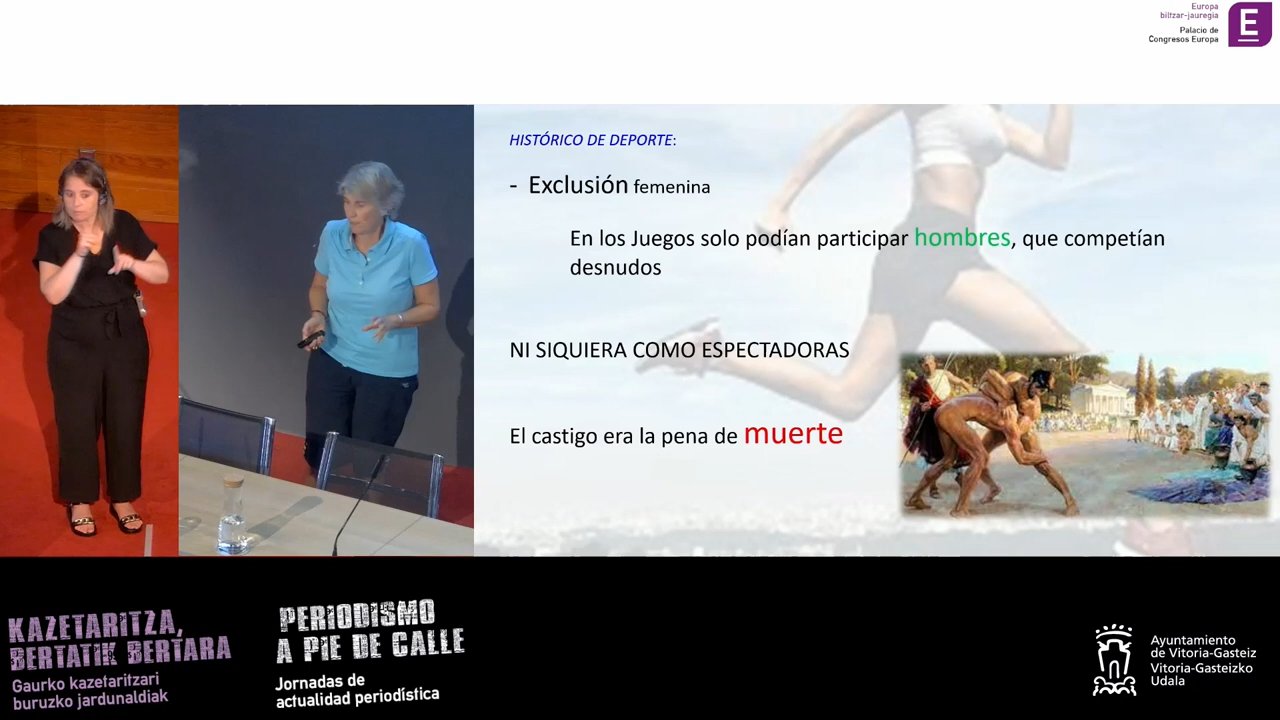 Europa
biltzar-jauregia
Palacio de
Congresos Europa
E
HISTÓRICO DE DEPORTE:
- Exclusión femenina
En los Juegos solo podían participar hombres, que competían
desnudos
NI SIQUIERA COMO ESPECTADORAS
El castigo era la pena de muerte
KAZETARITZA,
BERTATIK BERTARA
Gaurko kazetaritzari
buruzko jardunaldiak
PERIODISMO
A PIE DE CALLE
Jornadas de
actualidad periodística
Ayuntamiento
de Vitoria-Gasteiz
Vitoria-Gasteizko
Udala